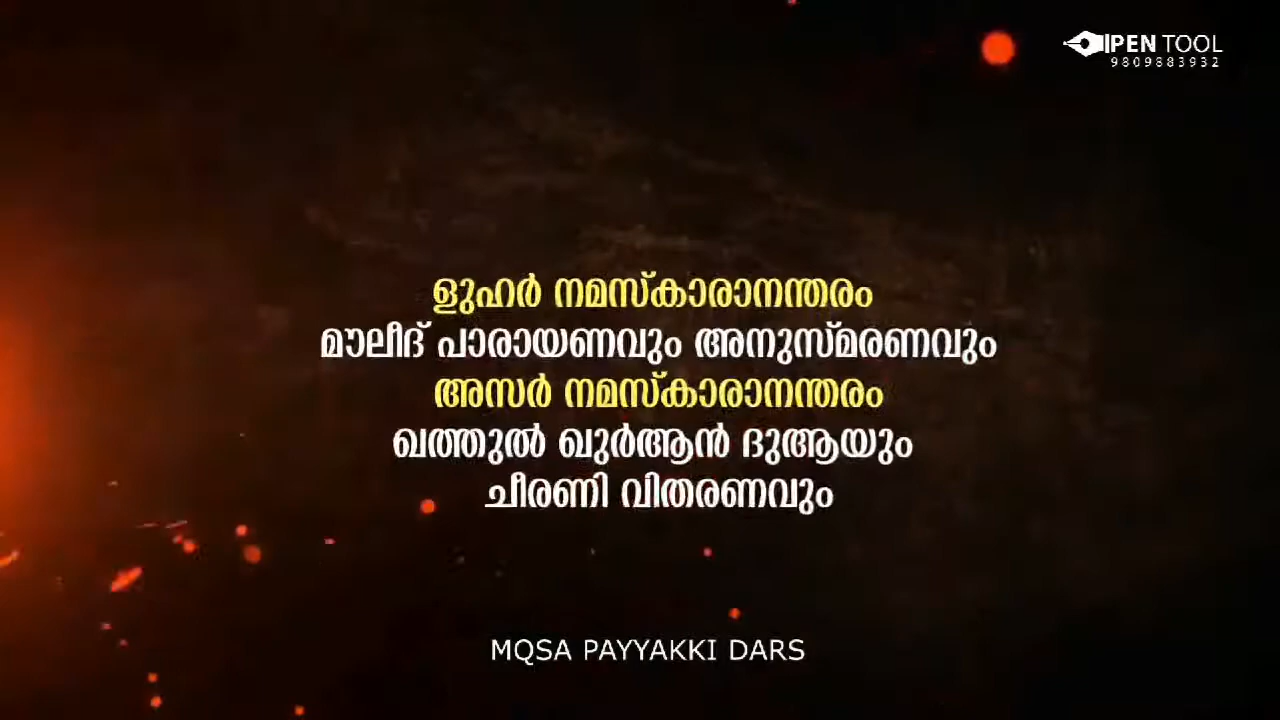 PEN TOOL
9809883932
ളുഹർ നമസ്കാരാനന്തരം
മൗലീദ് പാരായണവും അനുസ്മരണവും
അസർ നമസ്കാരാനന്തരം
ഖത്തുൽ ഖുർആൻ ദുആയും
ചീരണി വിതരണവും
MQSA PAYYAKKI DARS